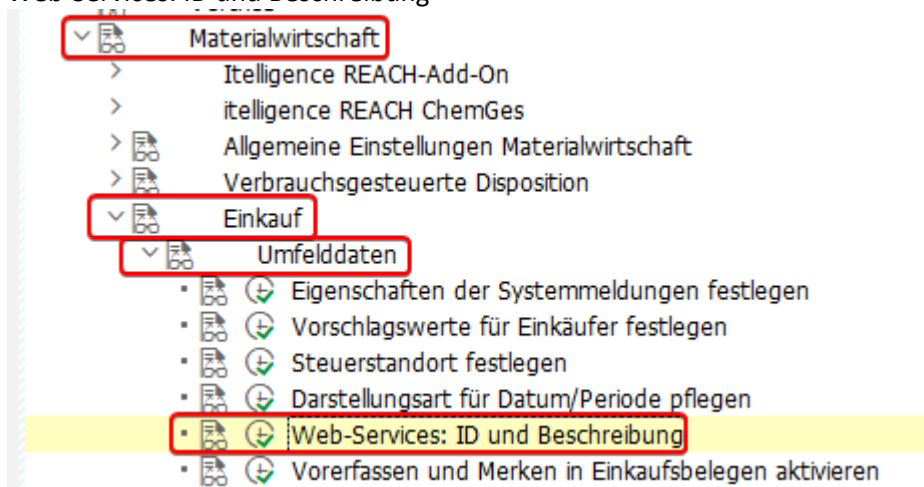 Web-Services: ID und Beschreibung
Materialwirtschaft
Itelligence REACH-Add-On
itelligence REACH ChemGes
Allgemeine Einstellungen Materialwirtschaft
Verbrauchsgesteuerte Disposition
Einkauf
Umfelddaten
Eigenschaften der Systemmeldungen festlegen
Vorschlagswerte für Einkäufer festlegen
Steuerstandort festlegen
Darstellungsart für Datum/Periode pflegen
Web-Services: ID und Beschreibung
Vorerfassen und Merken in Einkaufsbelegen aktivieren